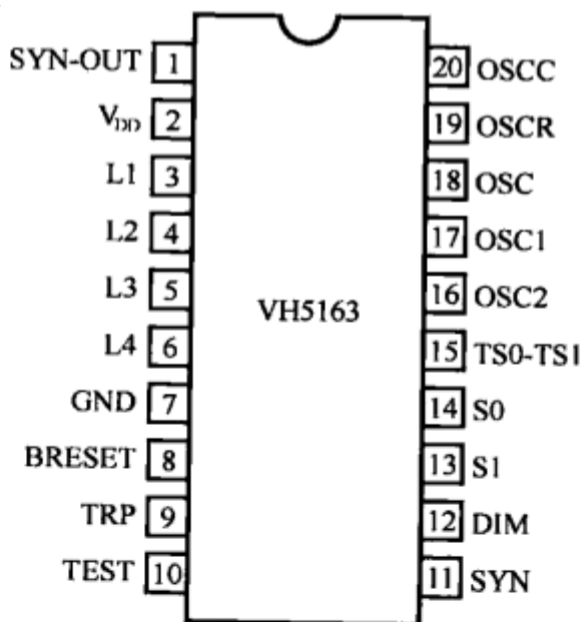 SYN-OUT 1 20 OSCC
VDD 2 19 OSCR
L1 3 18 OSC
L2 4 17 OSC1
L3 5 16 OSC2
VH5163
L4 6 15 TS0-TS1
GND 7 14 S0
BRESET 8 13 S1
TRP 9 12 DIM
TEST 10 11 SYN